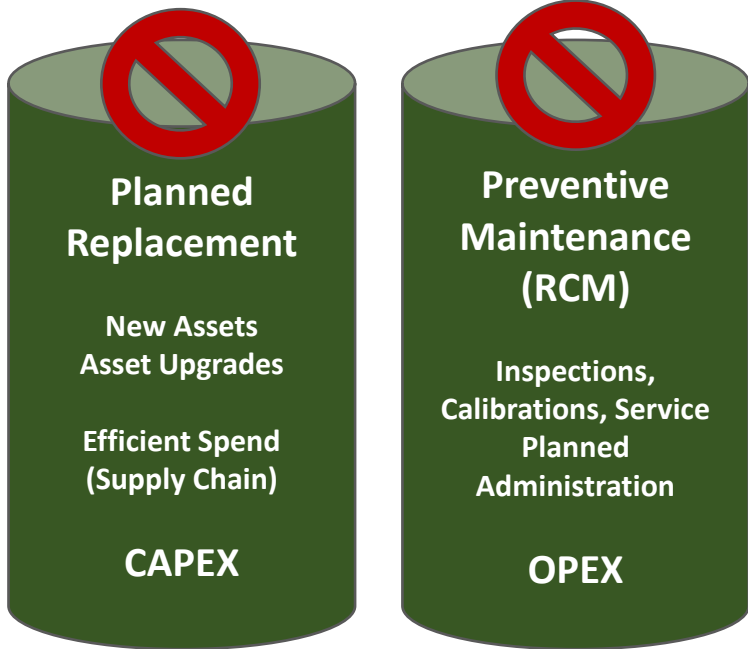 Planned
Replacement
New Assets
Asset Upgrades
Efficient Spend
(Supply Chain)
CAPEX
Preventive
Maintenance
(RCM)
Inspections,
Calibrations, Service
Planned
Administration
OPEX